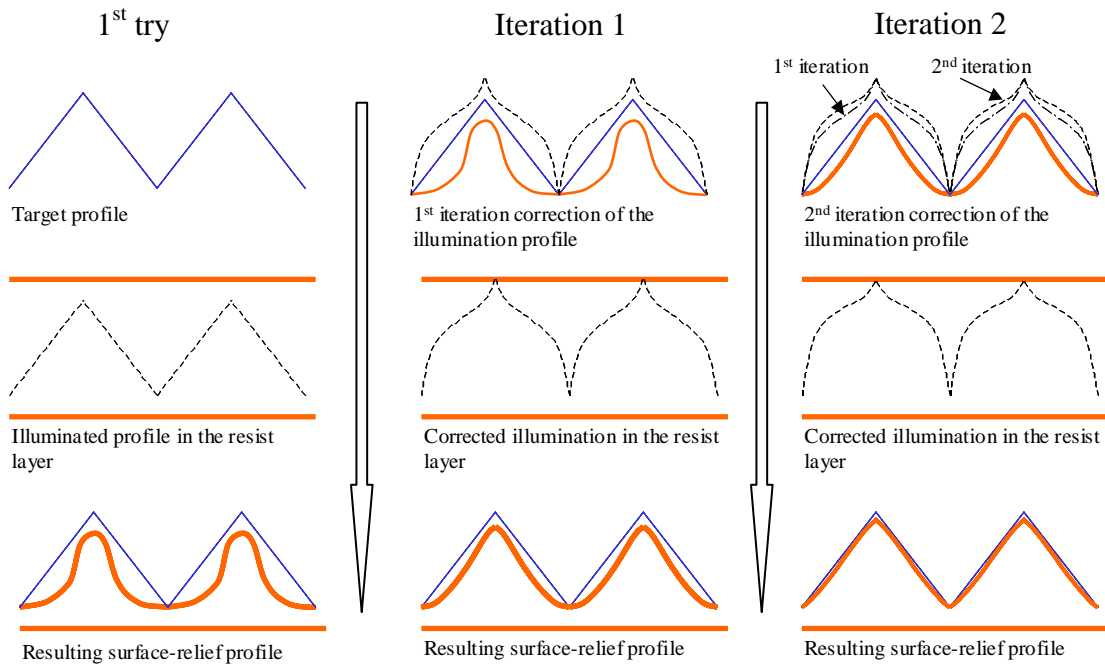 1st try
Target profile
Illuminated profile in the resist
layer
Resulting surface-relief profile
Iteration 1
1st iteration correction of the
illumination profile
Corrected illumination in the resist
layer
Resulting surface-relief profile
Iteration 2
1st iteration
2nd iteration
2nd iteration correction of the
illumination profile
Corrected illumination in the resist
layer
Resulting surface-relief profile